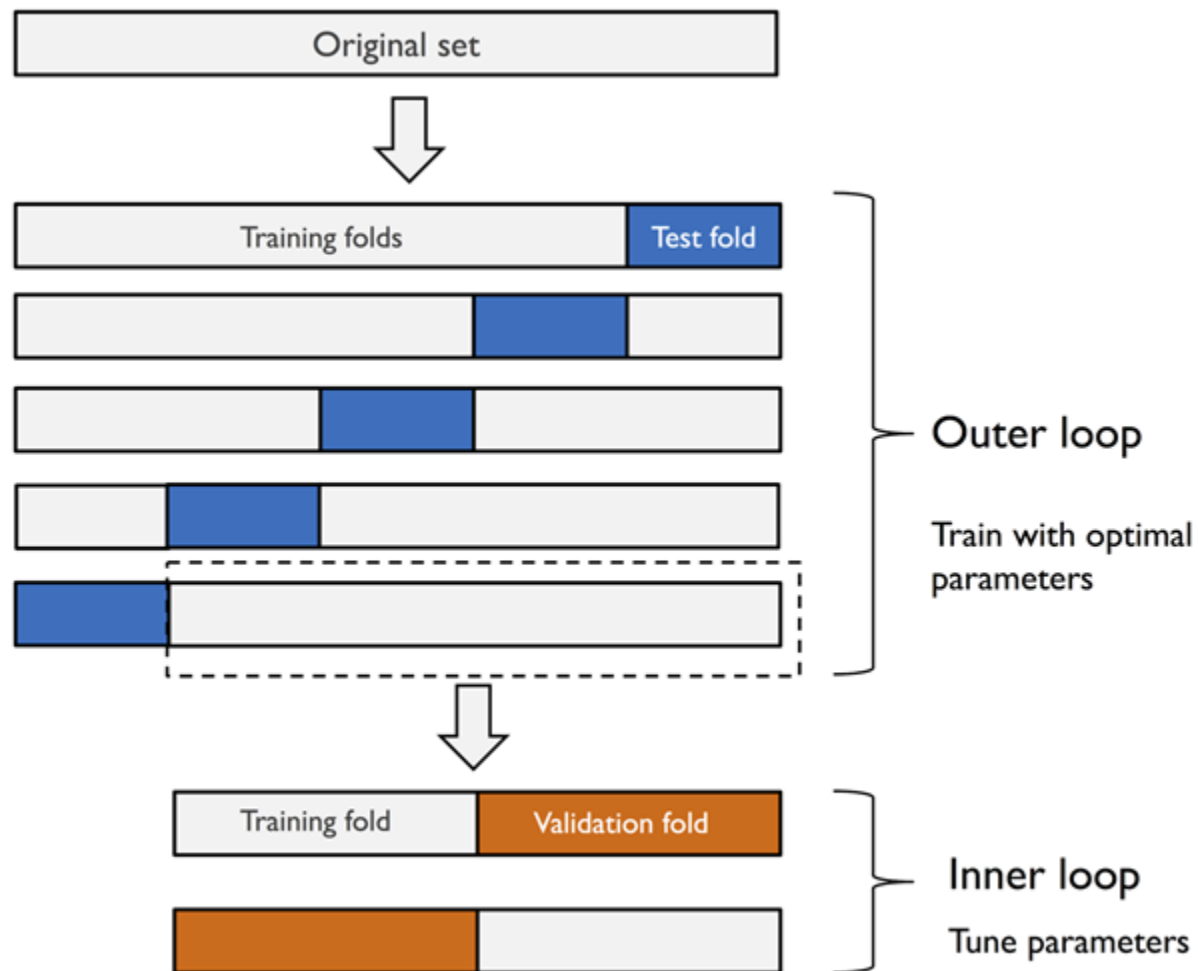 Original set
Training folds
Test fold
Outer loop
Train with optimal
parameters
Training fold
Validation fold
Inner loop
Tune parameters